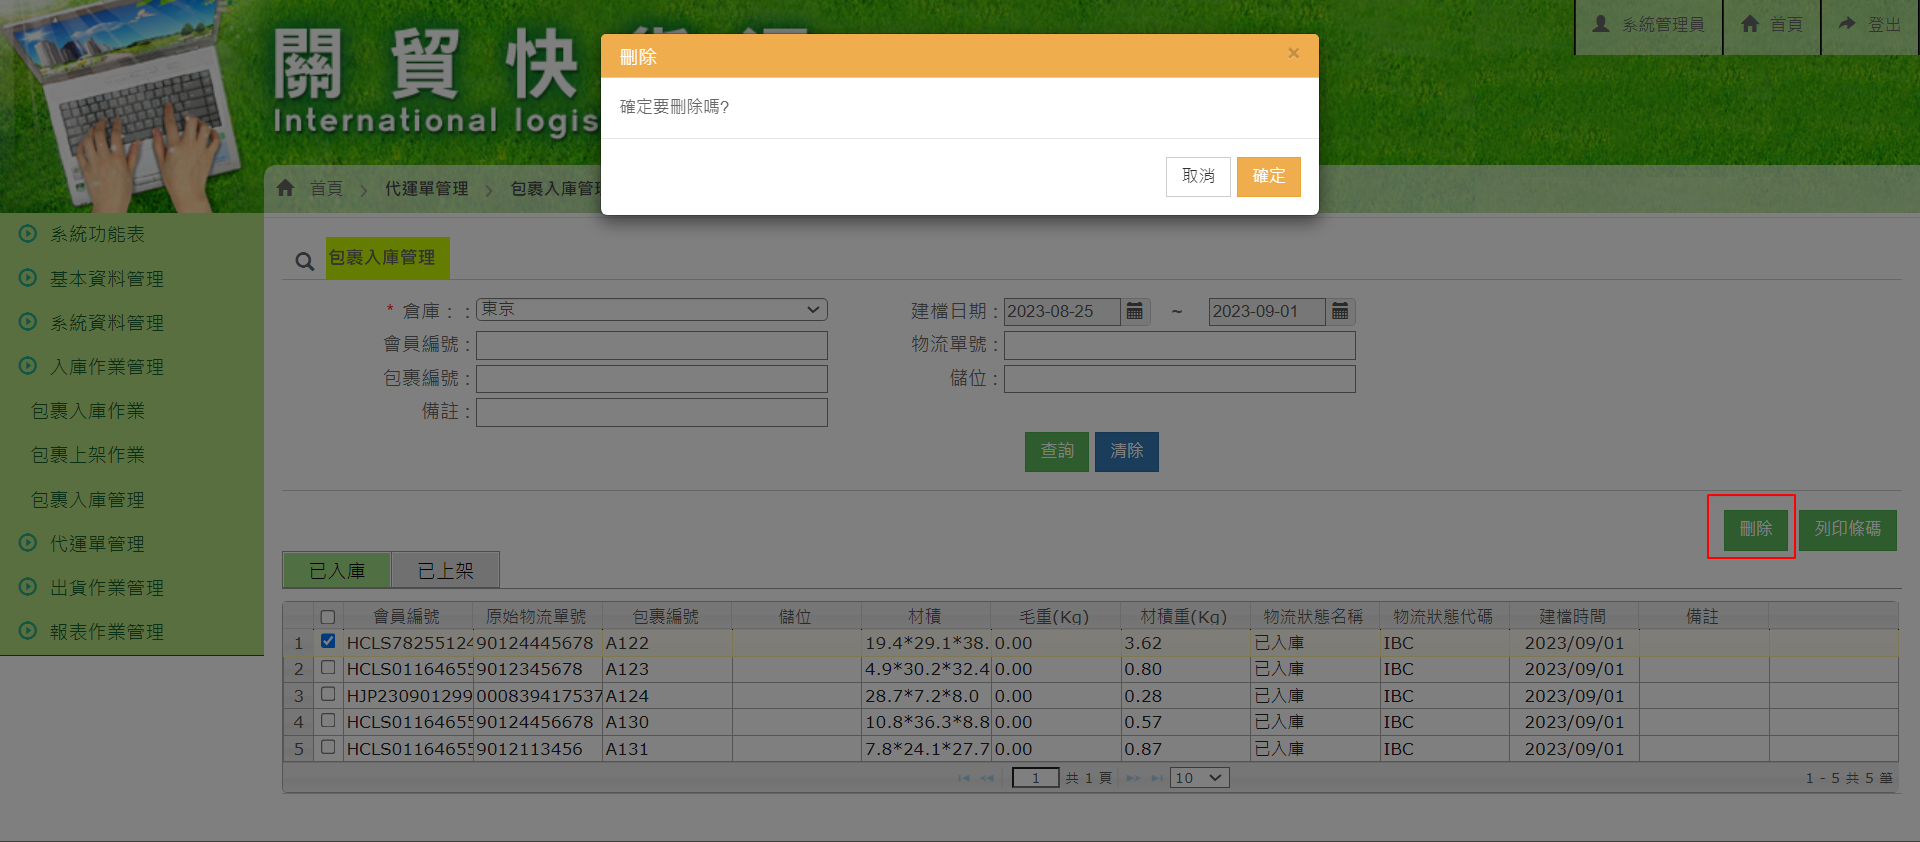 關 貿 快
International logis
系統管理員
首頁
登出
刪除
×
確定要刪除嗎?
取消
確定
首頁
代運單管理
包裹入庫管理
系統功能表
基本資料管理
系統資料管理
入庫作業管理
包裹入庫作業
包裹上架作業
包裹入庫管理
代運單管理
出貨作業管理
報表作業管理
包裹入庫管理
* 倉庫 : : 東京
建檔日期 : 2023-08-25 ~ 2023-09-01
會員編號 :
物流單號 :
包裹編號 :
儲位 :
備註 :
查詢
清除
刪除
列印條碼
已入庫
已上架
會員編號 原始物流單號 包裹編號 儲位 材積 毛重(Kg) 材積重(Kg) 物流狀態名稱 物流狀態代碼 建檔時間 備註
1 HCLS78255124 90124445678 A122 19.4*29.1*38. 0.00 3.62 已入庫 IBC 2023/09/01
2 HCLS01164655 9012345678 A123 4.9*30.2*32.4 0.00 0.80 已入庫 IBC 2023/09/01
3 HJP230901299 000839417537 A124 28.7*7.2*8.0 0.00 0.28 已入庫 IBC 2023/09/01
4 HCLS01164655 90124456678 A130 10.8*36.3*8.8 0.00 0.57 已入庫 IBC 2023/09/01
5 HCLS01164655 9012113456 A131 7.8*24.1*27.7 0.00 0.87 已入庫 IBC 2023/09/01
1 共 1 頁 10
1 - 5 共 5 筆